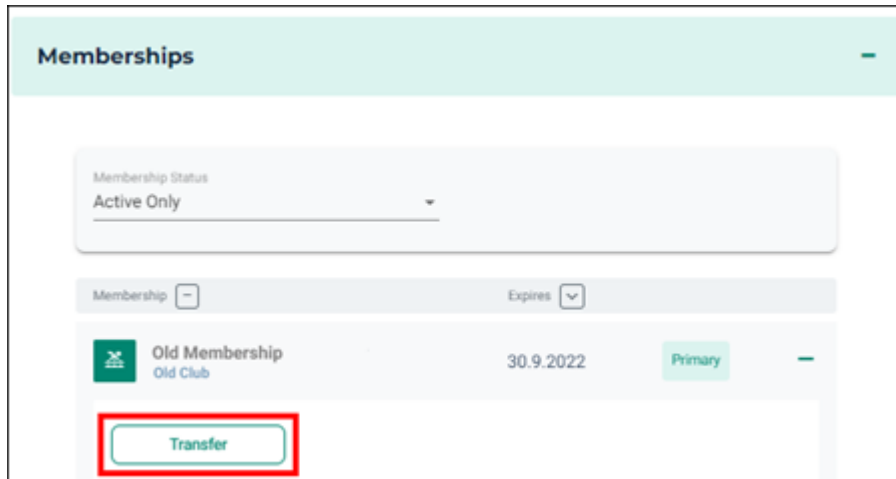 Memberships
Membership Status
Active Only
Membership
Expires
Old Membership
Old Club
30.9.2022
Primary
Transfer